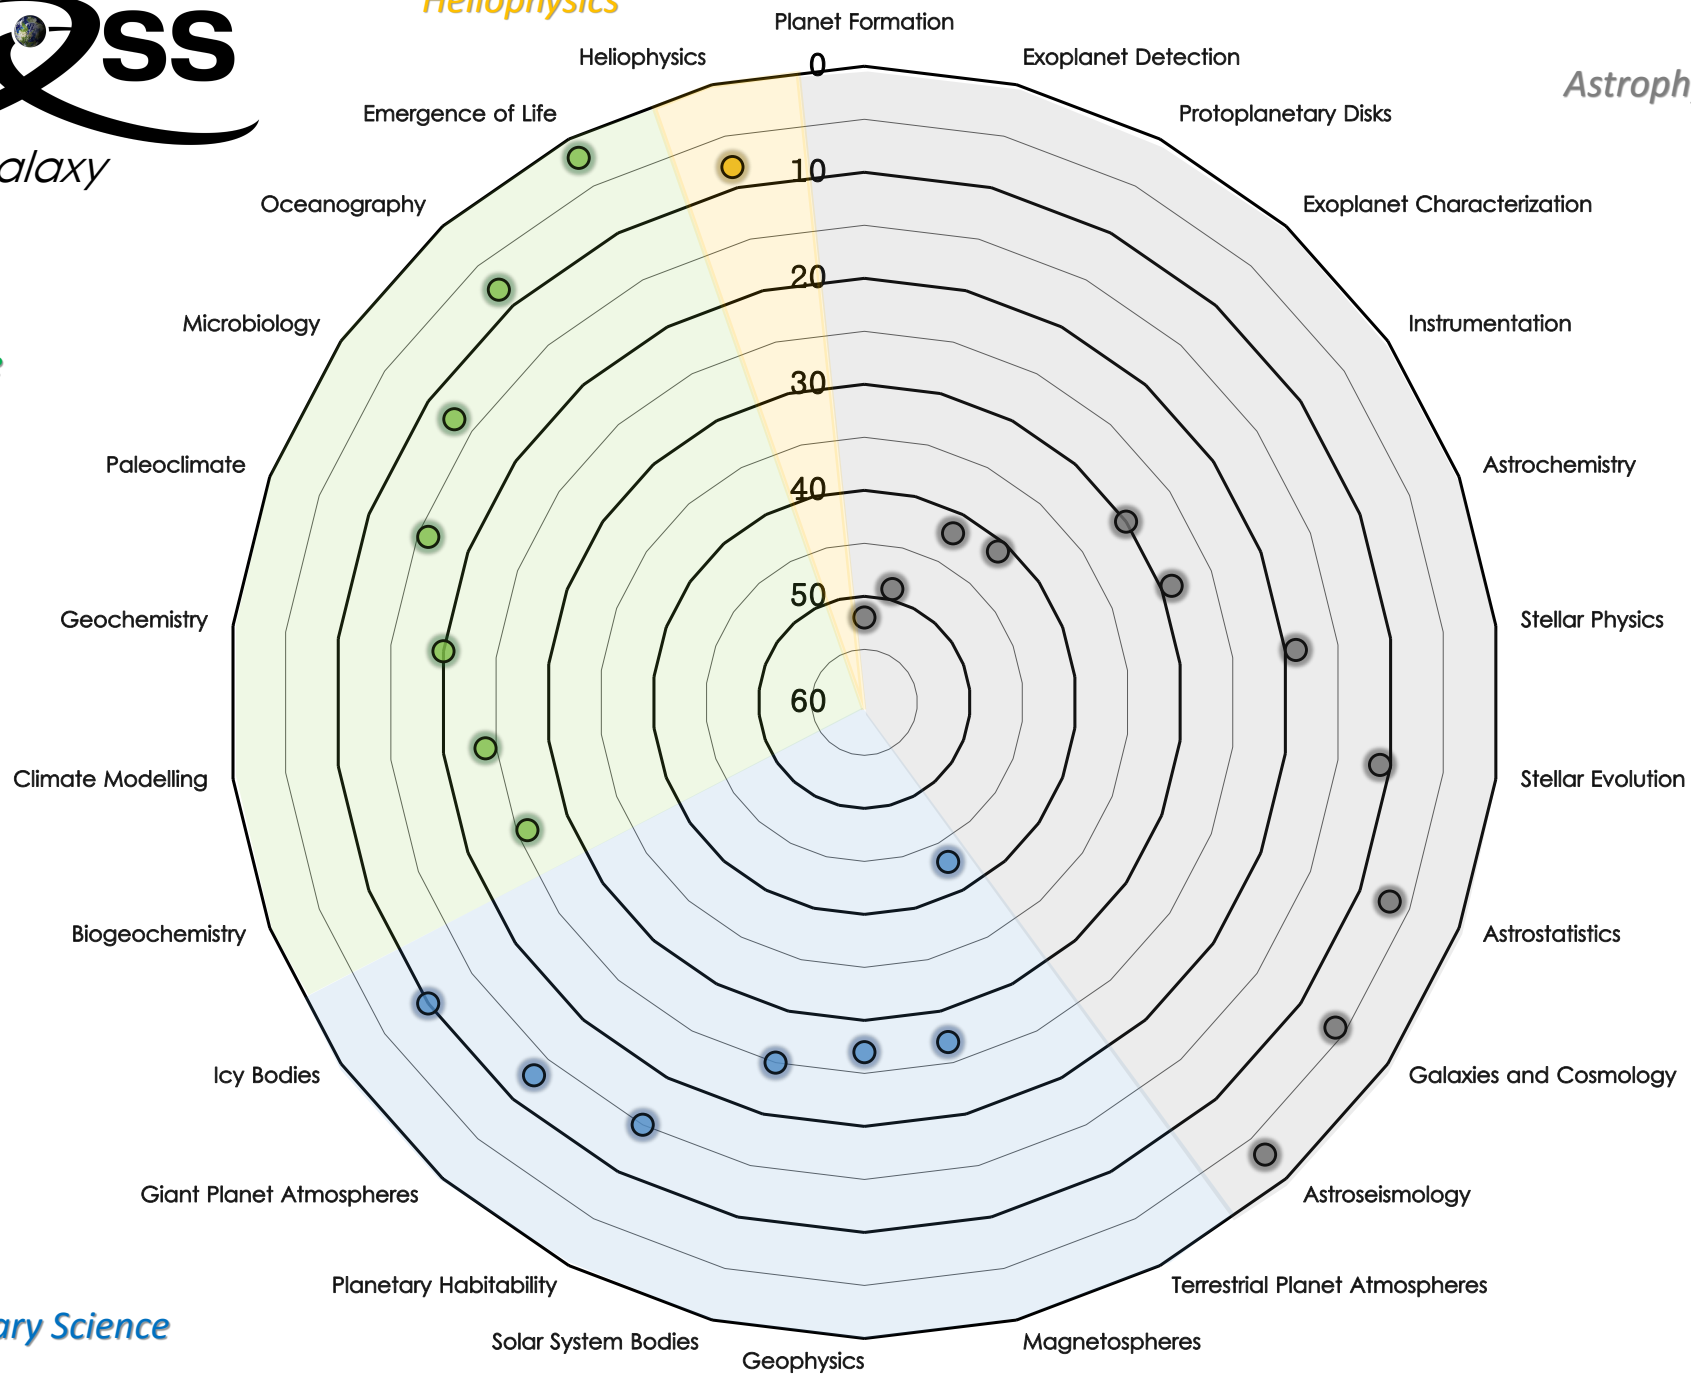 Heliophysics
Planet Formation
Heliophysics
Exoplanet Detection
0
ss
Emergence of Life
Protoplanetary Disks
10
Oceanography
Exoplanet Characterization
20
Microbiology
Instrumentation
30
Paleoclimate
Astrochemistry
40
50
Geochemistry
Stellar Physics
60
Climate Modelling
Stellar Evolution
Biogeochemistry
Astrostatistics
Icy Bodies
Galaxies and Cosmology
Giant Planet Atmospheres
Astroseismology
Planetary Habitability
Terrestrial Planet Atmospheres
ary Science
Solar System Bodies
Magnetospheres
Geophysics
Astroph
alaxy